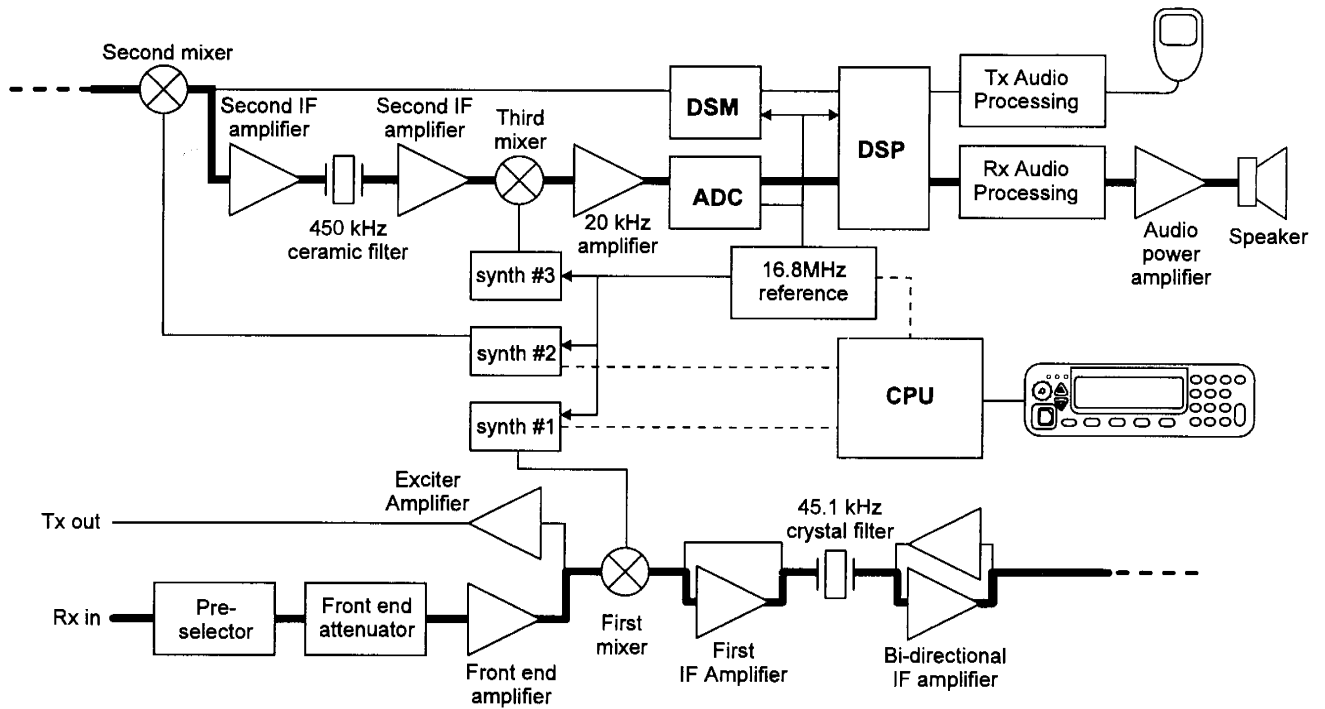 Second mixer
Second IF
amplifier
Second IF
amplifier
Third
mixer
450 kHz
ceramic filter
20 kHz
amplifier
DSM
ADC
DSP
Tx Audio
Processing
Rx Audio
Processing
Audio
power
amplifier
Speaker
synth #3
16.8MHz
reference
synth #2
synth #1
CPU
Exciter
Amplifier
Tx out
Rx in
Pre-
selector
Front end
attenuator
Front end
amplifier
First
mixer
First
IF Amplifier
45.1 kHz
crystal filter
Bi-directional
IF amplifier